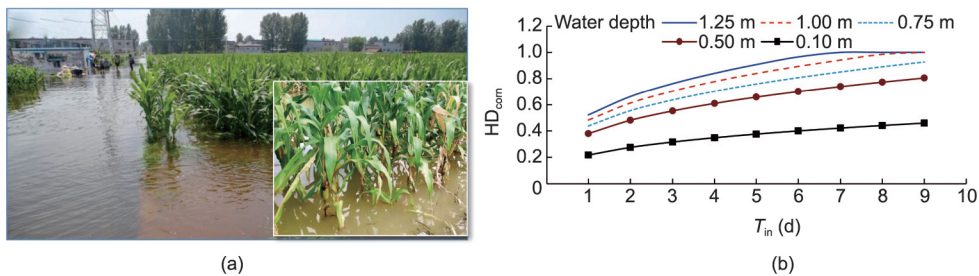 Water depth
1.25 m
1.00 m
0.75 m
0.50 m
0.10 m
HDcorn
1.2
1.0
0.8
0.6
0.4
0.2
0
1 2 3 4 5 6 7 8 9 10
Tin (d)
(a)
(b)